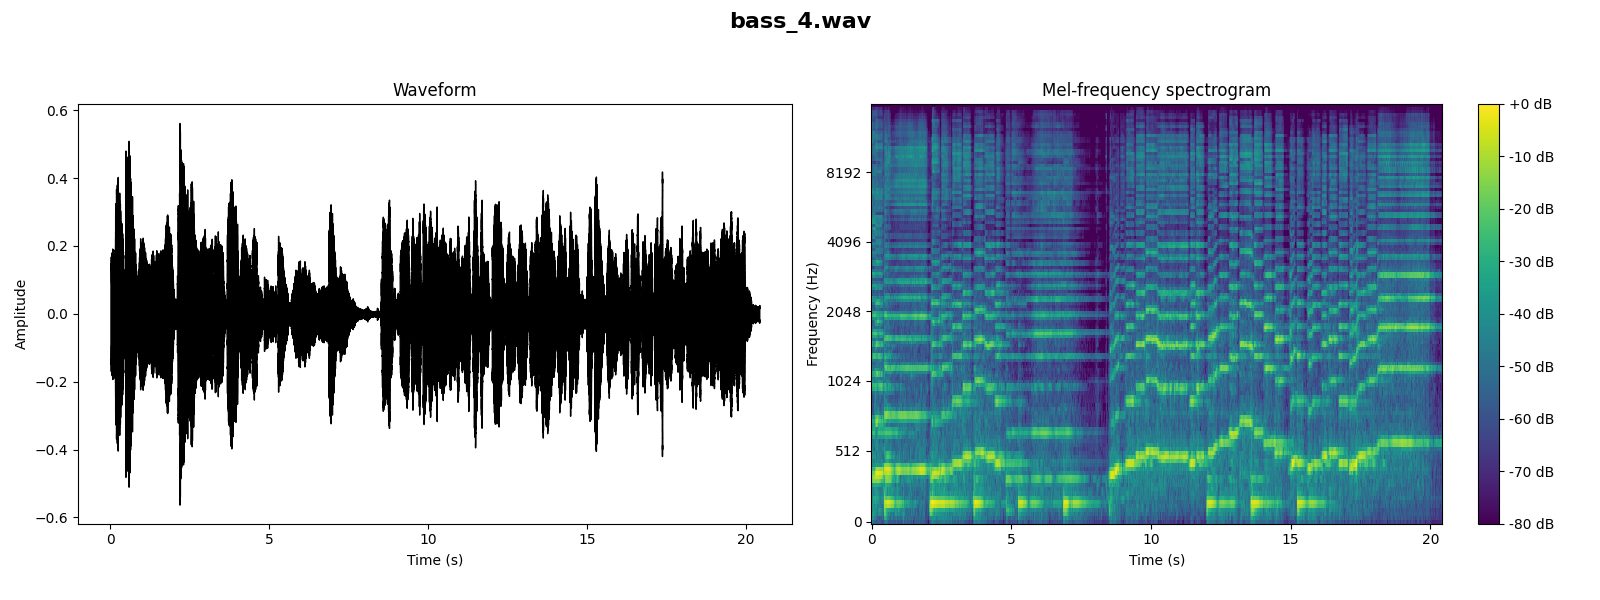 bass_4.wav
Waveform
Mel-frequency spectrogram
0.6
0.4
0.2
0.0
−0.2
−0.4
−0.6
Amplitude
0 5 10 15 20
Time (s)
8192
4096
2048
1024
512
0
Frequency (Hz)
0 5 10 15 20
Time (s)
+0 dB
-10 dB
-20 dB
-30 dB
-40 dB
-50 dB
-60 dB
-70 dB
-80 dB